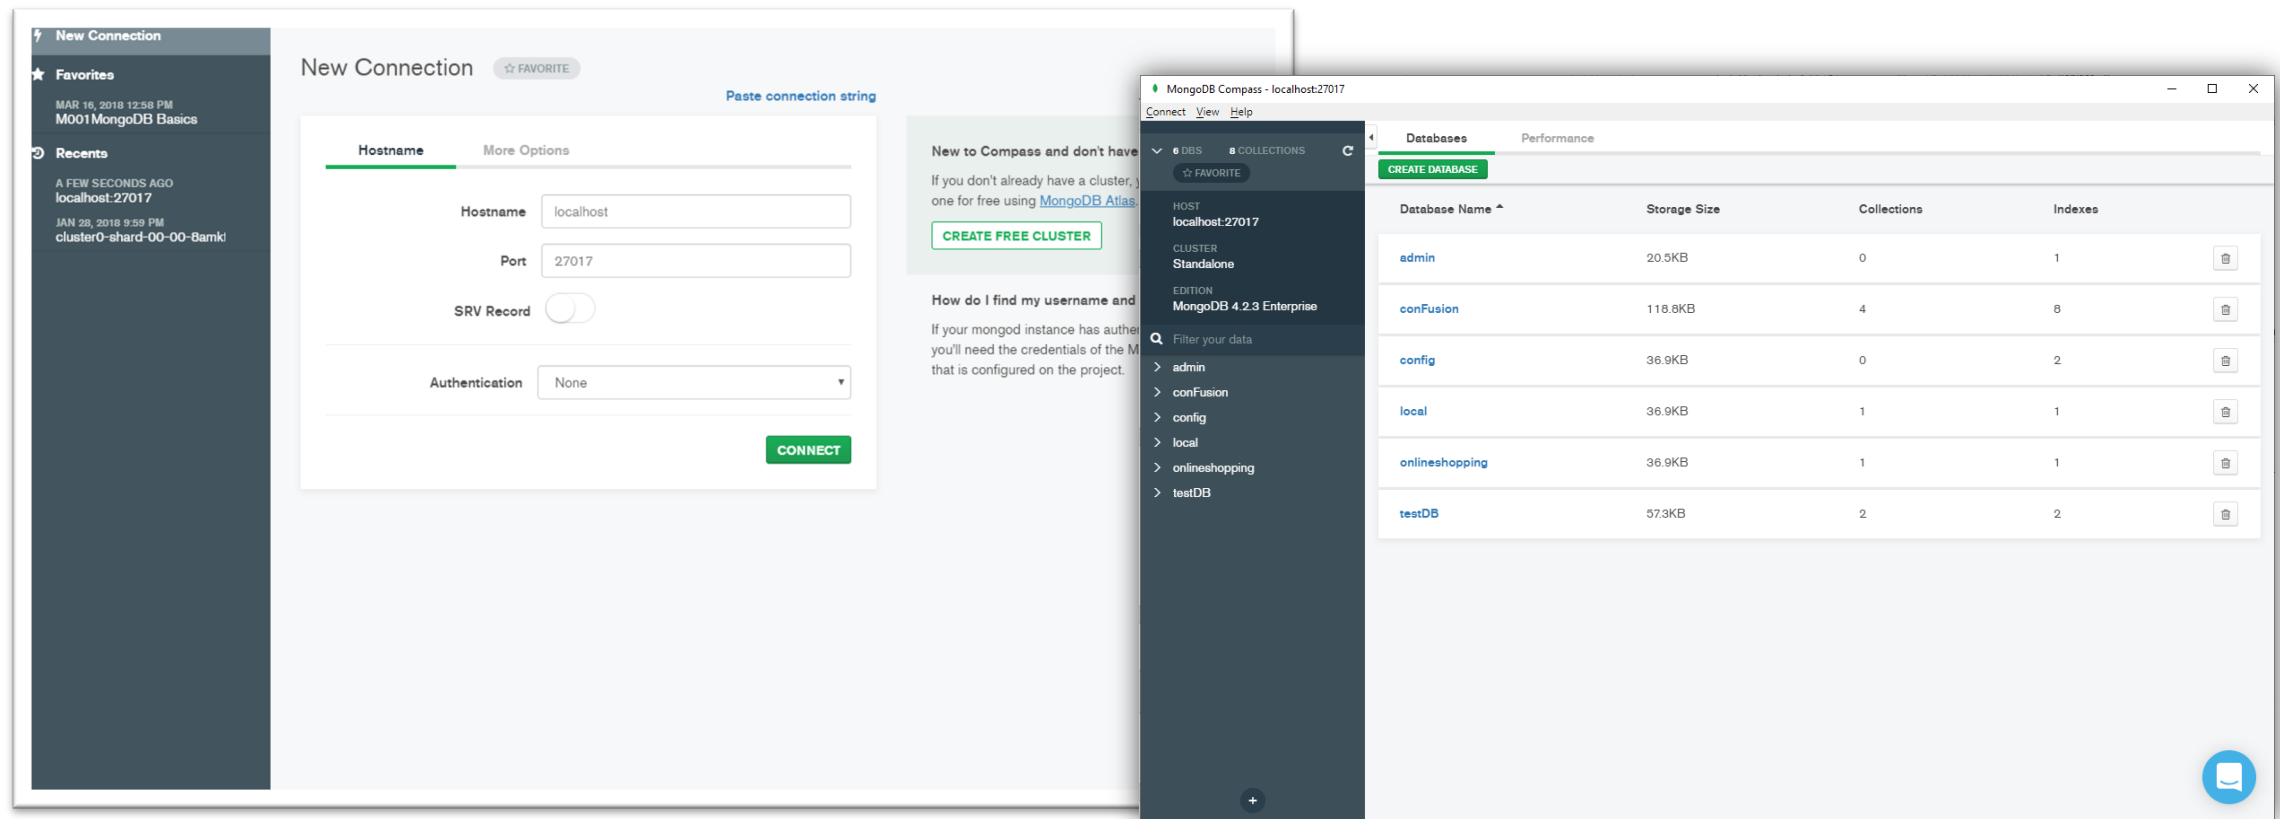 New Connection
Favorites
MAR 16, 2018 12:58 PM
M001 MongoDB Basics
Recents
A FEW SECONDS AGO
localhost:27017
JAN 28, 2018 9:59 PM
cluster0-shard-00-00-8amk
New Connection
FAVORITE
Paste connection string
Hostname
More Options
Hostname
localhost
Port
27017
SRV Record
Authentication
None
CONNECT
New to Compass and don't have
If you don't already have a cluster,
one for free using MongoDB Atlas.
CREATE FREE CLUSTER
How do I find my username and
If your mongod instance has authe
you'll need the credentials of the M
that is configured on the project.
MongoDB Compass - localhost:27017
Connect View Help
6 DBS 8 COLLECTIONS
FAVORITE
HOST
localhost:27017
CLUSTER
Standalone
EDITION
MongoDB 4.2.3 Enterprise
Filter your data
admin
conFusion
config
local
onlineshopping
testDB
Databases
Performance
CREATE DATABASE
Database Name Storage Size Collections Indexes
admin 20.5KB 0 1
conFusion 118.8KB 4 8
config 36.9KB 0 2
local 36.9KB 1 1
onlineshopping 36.9KB 1 1
testDB 57.3KB 2 2